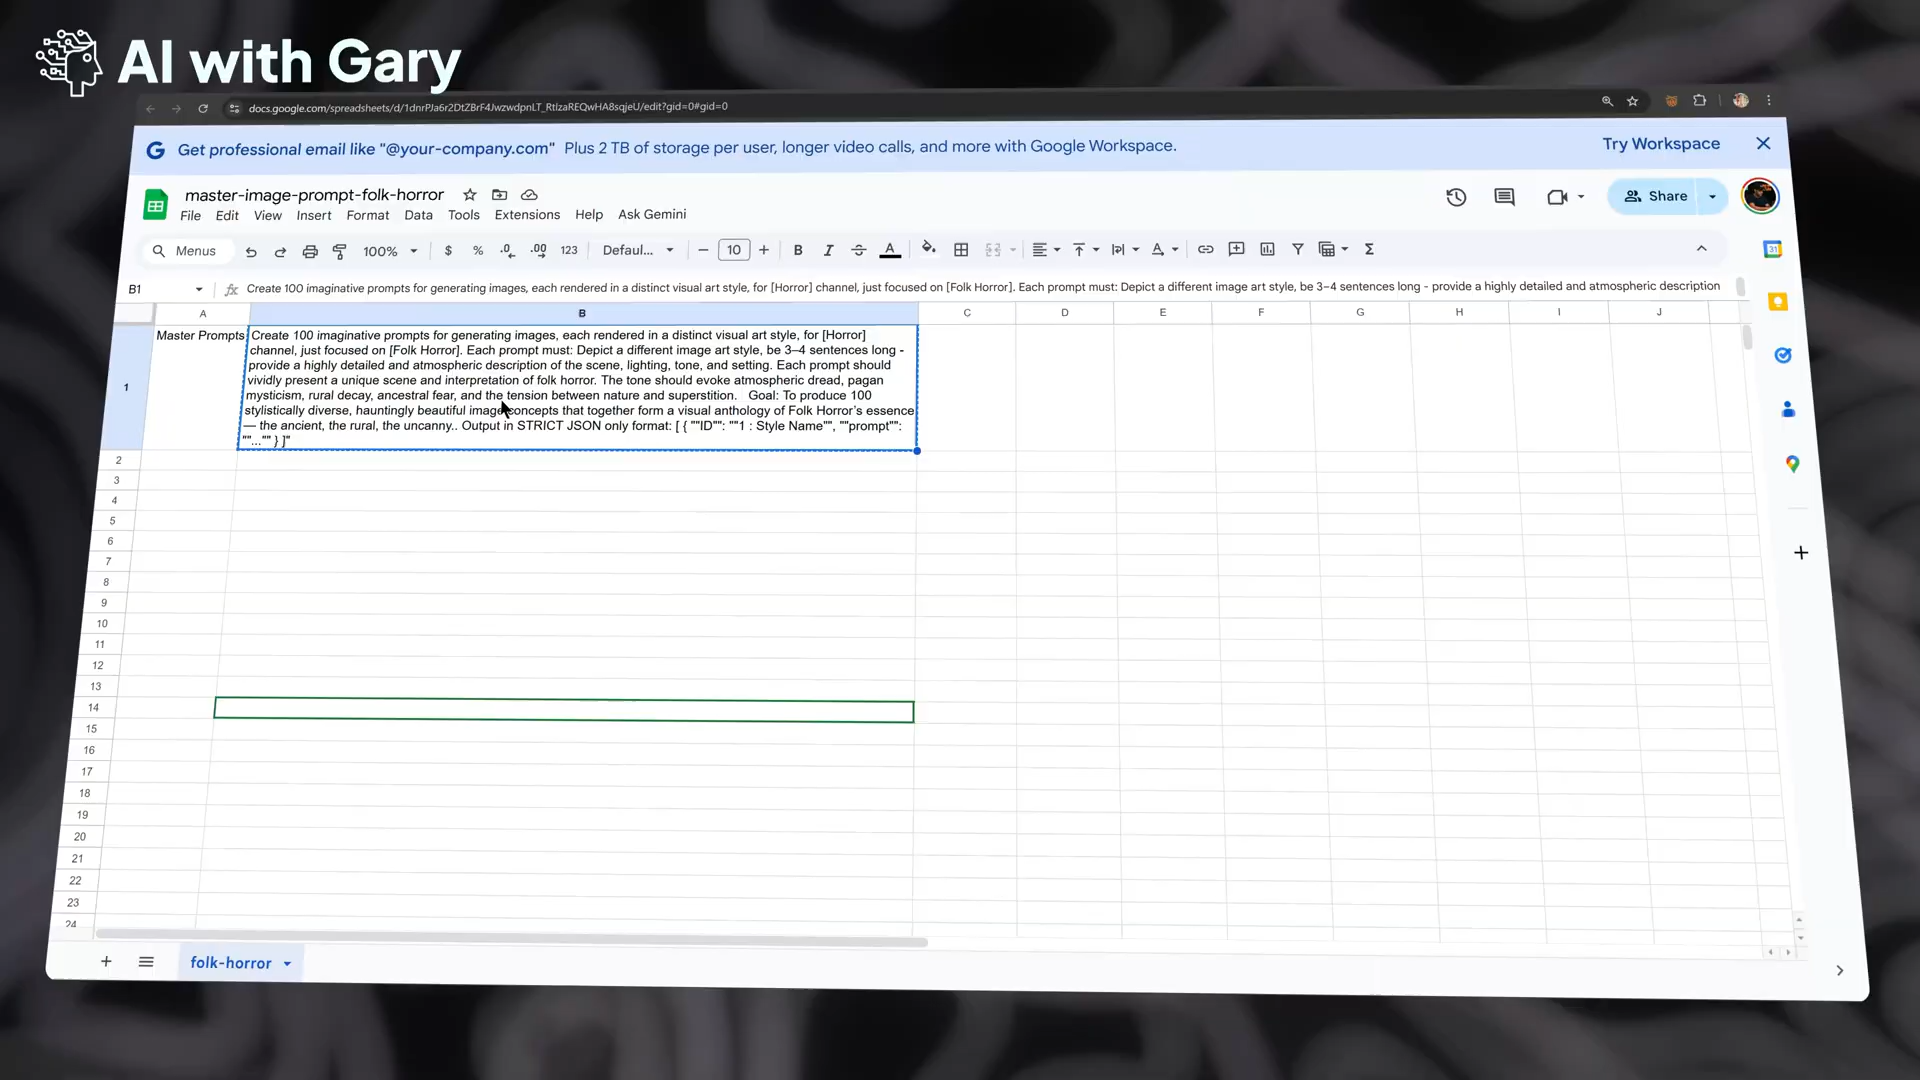 AI with Gary
docs.google.com/spreadsheets/d/1dnrPJa6r2DtZBrF4JwzwdpnLT_RtIzaREQwHA8sqjeU/edit?gid=0#gid=0
Get professional email like "@your-company.com" Plus 2 TB of storage per user, longer video calls, and more with Google Workspace.
Try Workspace
master-image-prompt-folk-horror
File Edit View Insert Format Data Tools Extensions Help Ask Gemini
Share
Menus 100% $ % .0 .00 123 Defaul... 10 B I S A
B1 fx Create 100 imaginative prompts for generating images, each rendered in a distinct visual art style, for [Horror] channel, just focused on [Folk Horror]. Each prompt must: Depict a different image art style, be 3–4 sentences long - provide a highly detailed and atmospheric description
A B C D E F G H I J
1
Master Prompts
Create 100 imaginative prompts for generating images, each rendered in a distinct visual art style, for [Horror]
channel, just focused on [Folk Horror]. Each prompt must: Depict a different image art style, be 3–4 sentences long -
provide a highly detailed and atmospheric description of the scene, lighting, tone, and setting. Each prompt should
vividly present a unique scene and interpretation of folk horror. The tone should evoke atmospheric dread, pagan
mysticism, rural decay, ancestral fear, and the tension between nature and superstition. Goal: To produce 100
stylistically diverse, hauntingly beautiful image concepts that together form a visual anthology of Folk Horror's essence
— the ancient, the rural, the uncanny.. Output in STRICT JSON only format: [ { ""ID"": ""1 : Style Name"", ""prompt"":
""..."" } ]"
2
3
4
5
6
7
8
9
10
11
12
13
14
15
16
17
18
19
20
21
22
23
24
folk-horror